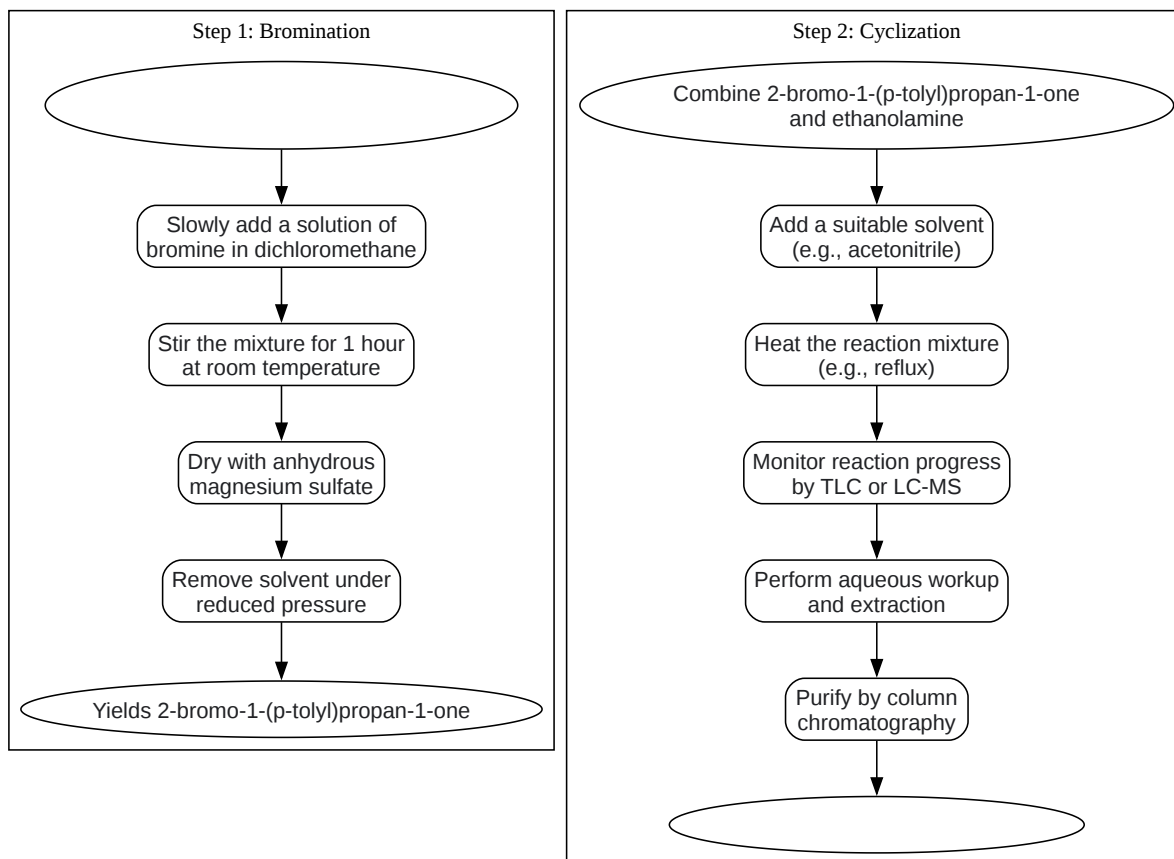 Step 1: Bromination
Slowly add a solution of
bromine in dichloromethane
Stir the mixture for 1 hour
at room temperature
Dry with anhydrous
magnesium sulfate
Remove solvent under
reduced pressure
Yields 2-bromo-1-(p-tolyl)propan-1-one
Step 2: Cyclization
Combine 2-bromo-1-(p-tolyl)propan-1-one
and ethanolamine
Add a suitable solvent
(e.g., acetonitrile)
Heat the reaction mixture
(e.g., reflux)
Monitor reaction progress
by TLC or LC-MS
Perform aqueous workup
and extraction
Purify by column
chromatography